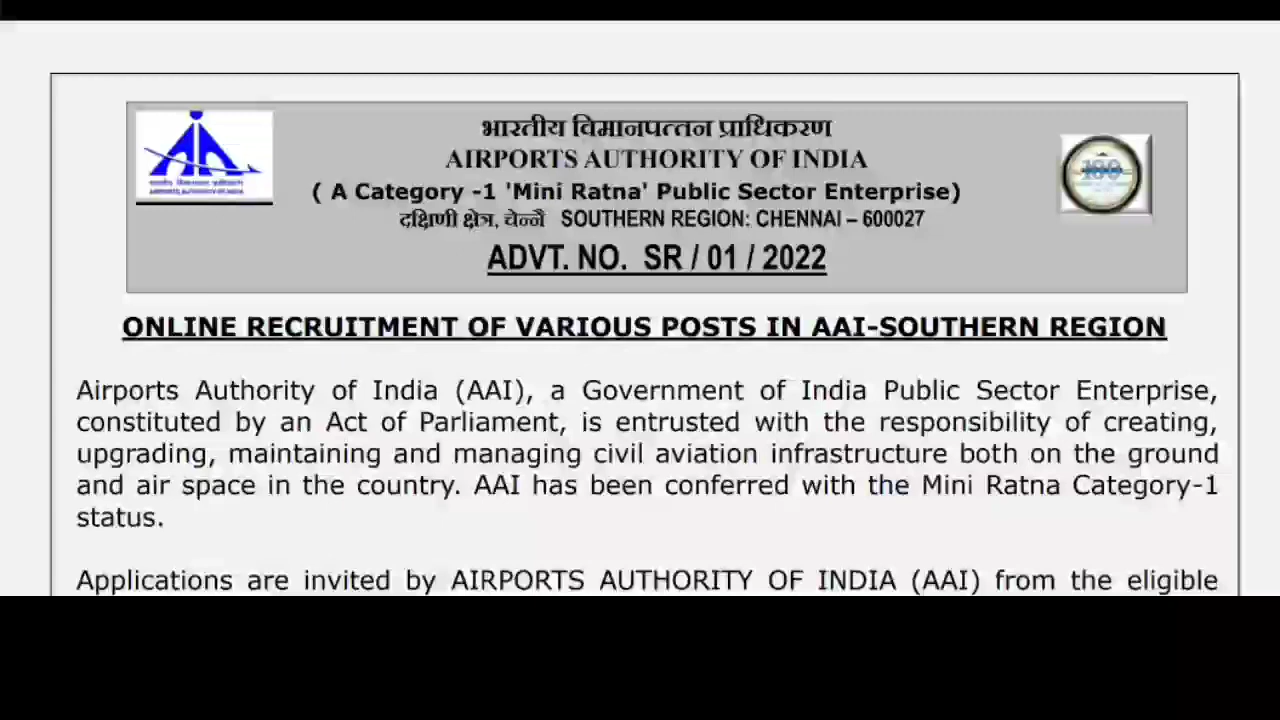 भारतीय विमानपत्तन प्राधिकरण
AIRPORTS AUTHORITY OF INDIA
( A Category -1 'Mini Ratna' Public Sector Enterprise)
दक्षिणी क्षेत्र, चेन्नै SOUTHERN REGION: CHENNAI – 600027
ADVT. NO. SR / 01 / 2022
100
ONLINE RECRUITMENT OF VARIOUS POSTS IN AAI-SOUTHERN REGION
Airports Authority of India (AAI), a Government of India Public Sector Enterprise,
constituted by an Act of Parliament, is entrusted with the responsibility of creating,
upgrading, maintaining and managing civil aviation infrastructure both on the ground
and air space in the country. AAI has been conferred with the Mini Ratna Category-1
status.
Applications are invited by AIRPORTS AUTHORITY OF INDIA (AAI) from the eligible